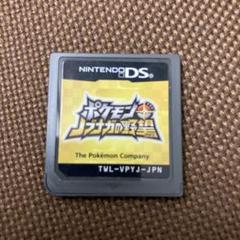 NINTENDO DS
ポケモン+
ノブナガの野望
The Pokémon Company
TWL-VPYJ-JPN